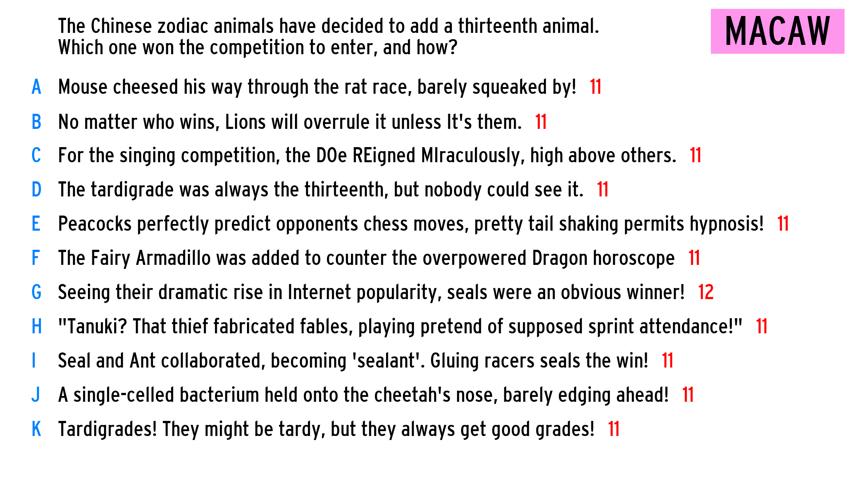 The Chinese zodiac animals have decided to add a thirteenth animal.
Which one won the competition to enter, and how?
MACAW
A Mouse cheesed his way through the rat race, barely squeaked by! 11
B No matter who wins, Lions will overrule it unless It's them. 11
C For the singing competition, the DOe REigned MIraculously, high above others. 11
D The tardigrade was always the thirteenth, but nobody could see it. 11
E Peacocks perfectly predict opponents chess moves, pretty tail shaking permits hypnosis! 11
F The Fairy Armadillo was added to counter the overpowered Dragon horoscope 11
G Seeing their dramatic rise in Internet popularity, seals were an obvious winner! 12
H "Tanuki? That thief fabricated fables, playing pretend of supposed sprint attendance!" 11
I Seal and Ant collaborated, becoming 'sealant'. Gluing racers seals the win! 11
J A single-celled bacterium held onto the cheetah's nose, barely edging ahead! 11
K Tardigrades! They might be tardy, but they always get good grades! 11